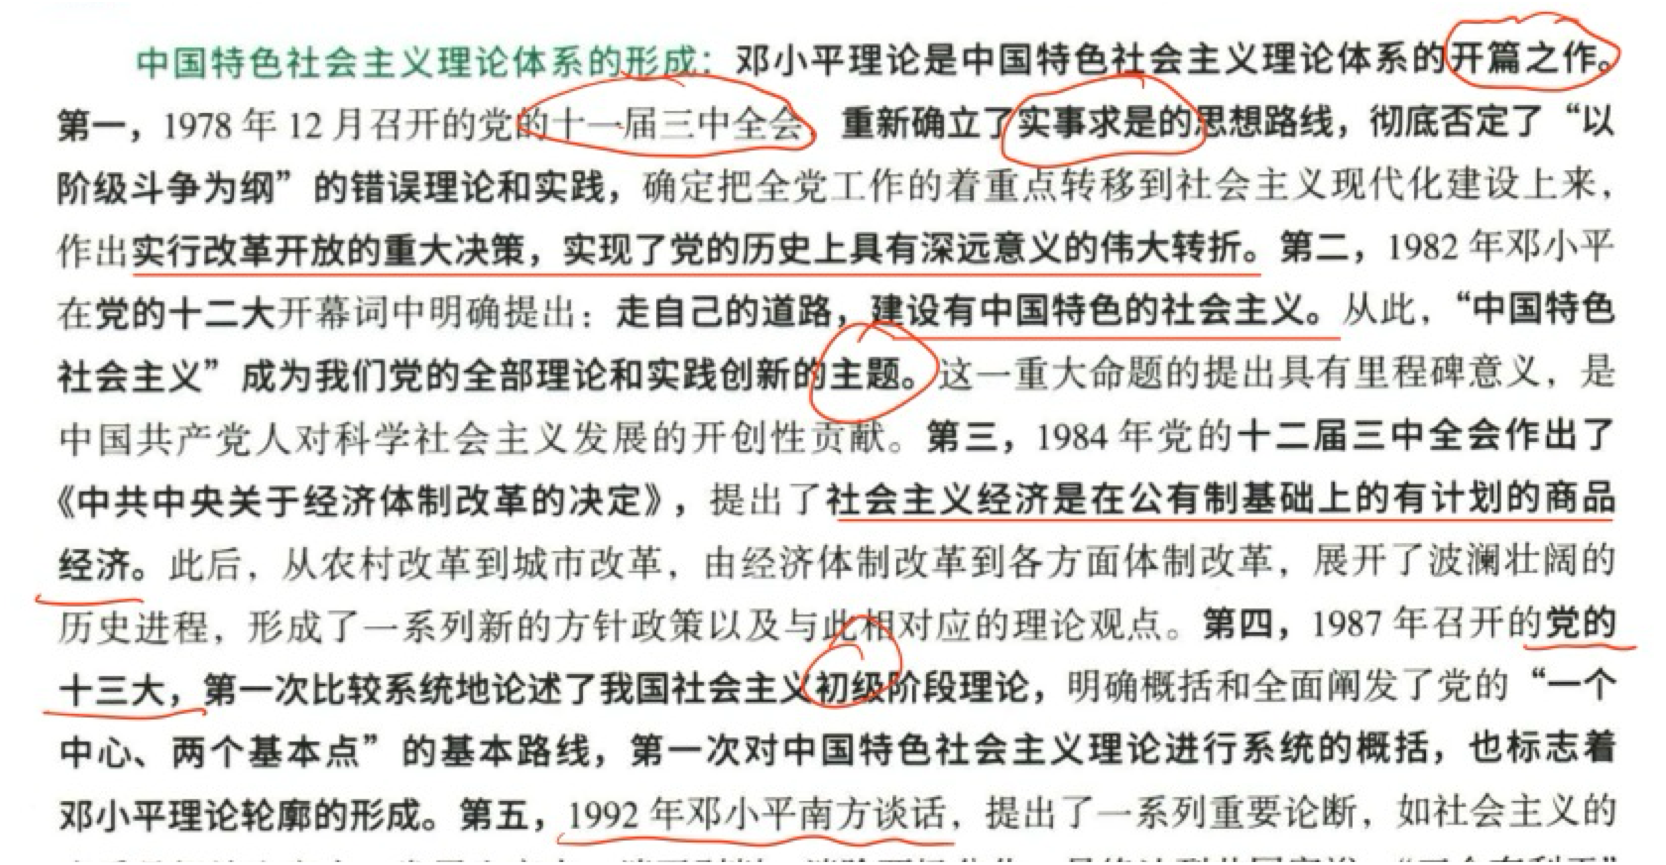 中国特色社会主义理论体系的形成：邓小平理论是中国特色社会主义理论体系的开篇之作。
第一，1978 年 12 月召开的党的十一届三中全会，重新确立了实事求是的思想路线，彻底否定了“以
阶级斗争为纲”的错误理论和实践，确定把全党工作的着重点转移到社会主义现代化建设上来，
作出实行改革开放的重大决策，实现了党的历史上具有深远意义的伟大转折。第二，1982 年邓小平
在党的十二大开幕词中明确提出：走自己的道路，建设有中国特色的社会主义。从此，“中国特色
社会主义”成为我们党的全部理论和实践创新的主题。这一重大命题的提出具有里程碑意义，是
中国共产党人对科学社会主义发展的开创性贡献。第三，1984 年党的十二届三中全会作出了
《中共中央关于经济体制改革的决定》，提出了社会主义经济是在公有制基础上的有计划的商品
经济。此后，从农村改革到城市改革，由经济体制改革到各方面体制改革，展开了波澜壮阔的
历史进程，形成了一系列新的方针政策以及与此相对应的理论观点。第四，1987 年召开的党的
十三大，第一次比较系统地论述了我国社会主义初级阶段理论，明确概括和全面阐发了党的“一个
中心、两个基本点”的基本路线，第一次对中国特色社会主义理论进行系统的概括，也标志着
邓小平理论轮廓的形成。第五，1992 年邓小平南方谈话，提出了一系列重要论断，如社会主义的